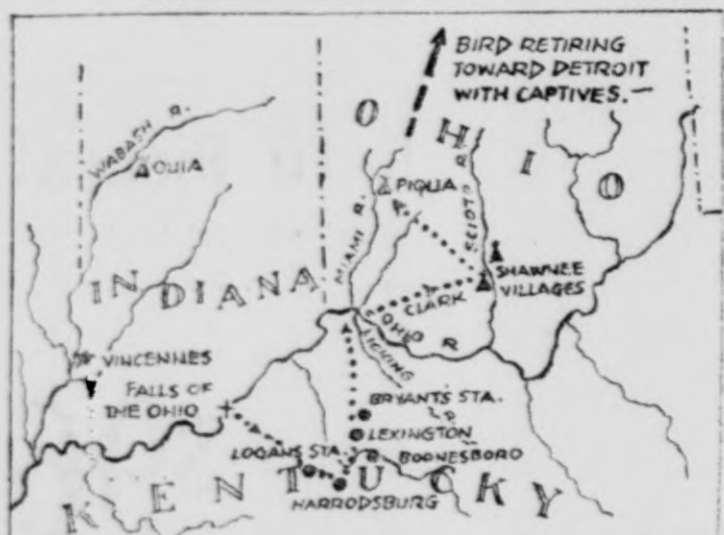 BIRD RETIRING
TOWARD DETROIT
WITH CAPTIVES.—
OHIO
WABASH R.
OUIA
PIQUA
MIAMI R.
SCIOTO R.
SHAWNEE
VILLAGES
INDIANA
CLARK
OHIO R.
LICKING R.
VINCENNES
FALLS OF
THE OHIO
BRYANT'S STA.
LEXINGTON
LOGANS STA.
BOONESBORO
HARRODSBURG
KENTUCKY